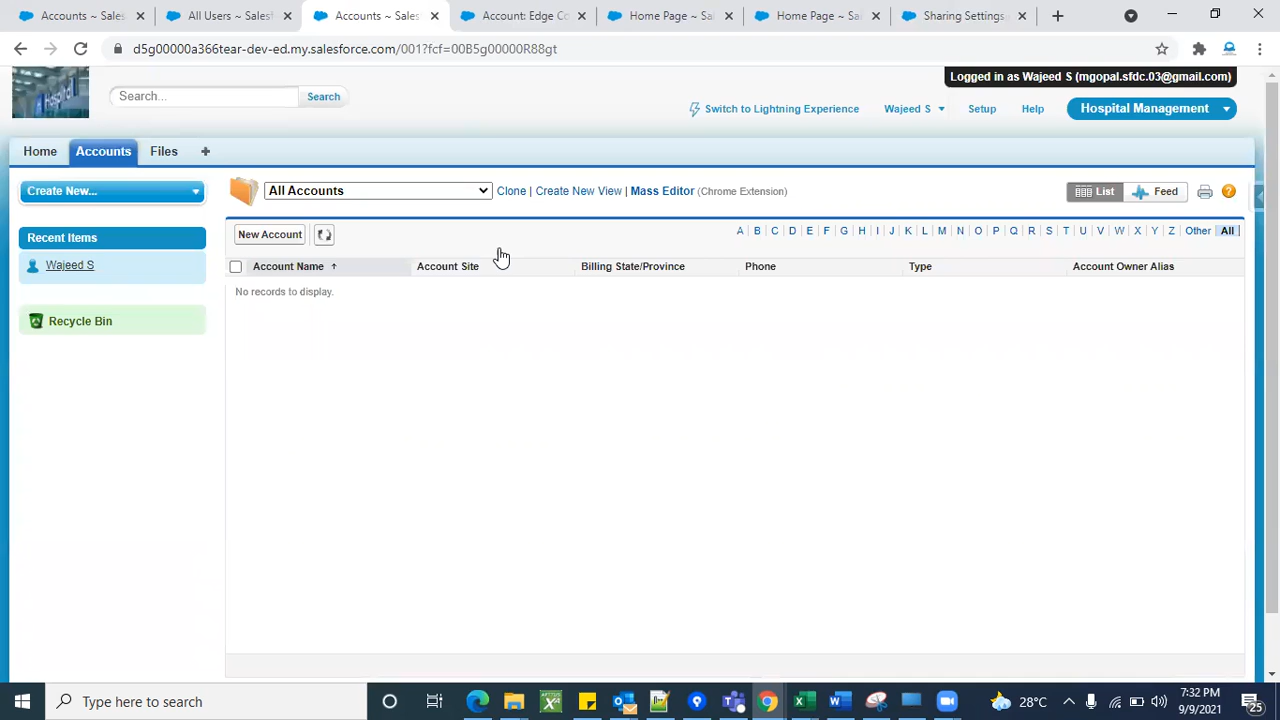 Accounts ~ Sales
All Users ~ Salesf
Accounts ~ Sales
Account: Edge Co
Home Page ~ Sa
Home Page ~ Sal
Sharing Settings
d5g00000a366tear-dev-ed.my.salesforce.com/001?fcf=00B5g00000R88gt
Logged in as Wajeed S (mgopal.sfdc.03@gmail.com)
Search...
Search
Switch to Lightning Experience
Wajeed S
Setup
Help
Hospital Management
Home
Accounts
Files
+
Create New...
All Accounts
Clone | Create New View | Mass Editor (Chrome Extension)
List
Feed
Recent Items
Wajeed S
Recycle Bin
New Account
A B C D E F G H I J K L M N O P Q R S T U V W X Y Z Other All
Account Name
Account Site
Billing State/Province
Phone
Type
Account Owner Alias
No records to display.
Type here to search
28°C
7:32 PM
9/9/2021
25